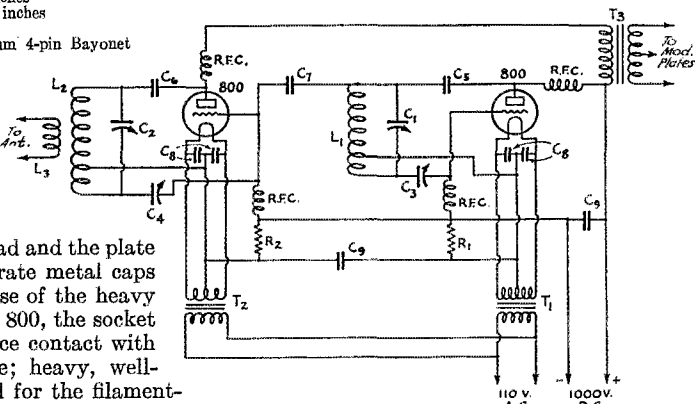 inches
4-pin Bayonet
R.F.C.
T3
To
Mod.
Plates
L2
C6
800
C7
C5
800
R.F.C.
To
Ant.
L3
C2
C8
L1
C1
C8
C4
C3
R.F.C.
R.F.C.
C9
R2
C9
R1
T2
T1
110 V.
- 1000V. +
ad and the plate
rate metal caps
se of the heavy
800, the socket
ce contact with
e; heavy, well-
d for the filament-